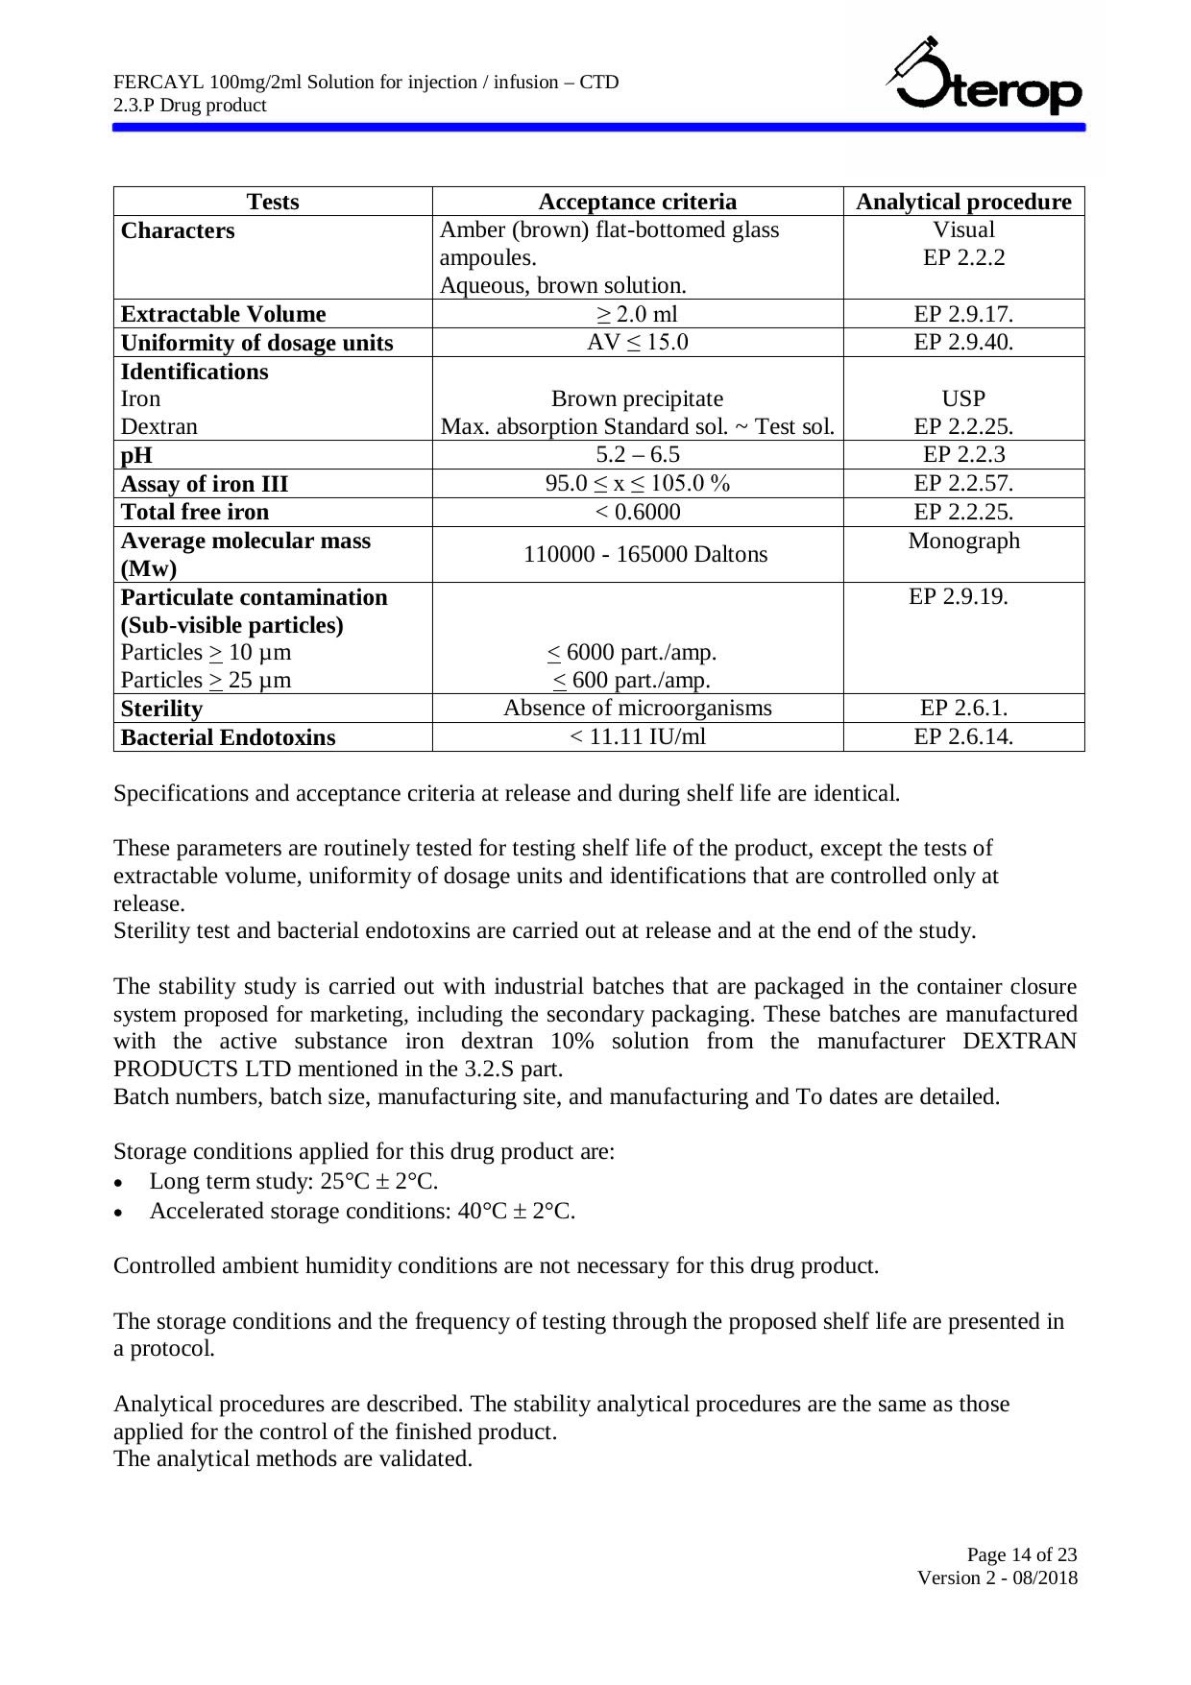 FERCAYL 100mg/2ml Solution for injection / infusion – CTD
2.3.P Drug product
Sterop
Tests Acceptance criteria Analytical procedure
Characters Amber (brown) flat-bottomed glass Visual
ampoules. EP 2.2.2
Aqueous, brown solution.
Extractable Volume ≥ 2.0 ml EP 2.9.17.
Uniformity of dosage units AV ≤ 15.0 EP 2.9.40.
Identifications
Iron Brown precipitate USP
Dextran Max. absorption Standard sol. ~ Test sol. EP 2.2.25.
pH 5.2 – 6.5 EP 2.2.3
Assay of iron III 95.0 ≤ x ≤ 105.0 % EP 2.2.57.
Total free iron < 0.6000 EP 2.2.25.
Average molecular mass Monograph
(Mw) 110000 - 165000 Daltons
Particulate contamination EP 2.9.19.
(Sub-visible particles)
Particles ≥ 10 µm ≤ 6000 part./amp.
Particles ≥ 25 µm ≤ 600 part./amp.
Sterility Absence of microorganisms EP 2.6.1.
Bacterial Endotoxins < 11.11 IU/ml EP 2.6.14.
Specifications and acceptance criteria at release and during shelf life are identical.
These parameters are routinely tested for testing shelf life of the product, except the tests of
extractable volume, uniformity of dosage units and identifications that are controlled only at
release.
Sterility test and bacterial endotoxins are carried out at release and at the end of the study.
The stability study is carried out with industrial batches that are packaged in the container closure
system proposed for marketing, including the secondary packaging. These batches are manufactured
with the active substance iron dextran 10% solution from the manufacturer DEXTRAN
PRODUCTS LTD mentioned in the 3.2.S part.
Batch numbers, batch size, manufacturing site, and manufacturing and To dates are detailed.
Storage conditions applied for this drug product are:
• Long term study: 25°C ± 2°C.
• Accelerated storage conditions: 40°C ± 2°C.
Controlled ambient humidity conditions are not necessary for this drug product.
The storage conditions and the frequency of testing through the proposed shelf life are presented in
a protocol.
Analytical procedures are described. The stability analytical procedures are the same as those
applied for the control of the finished product.
The analytical methods are validated.
Page 14 of 23
Version 2 - 08/2018